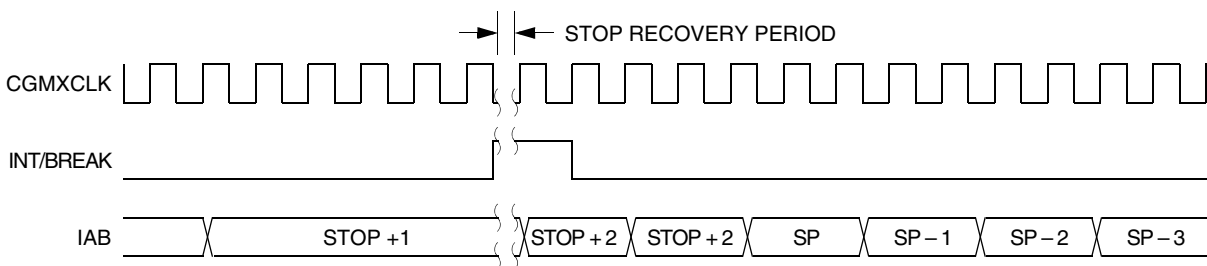 STOP RECOVERY PERIOD
CGMXCLK
INT/BREAK
IAB STOP +1 STOP + 2 STOP + 2 SP SP – 1 SP – 2 SP – 3